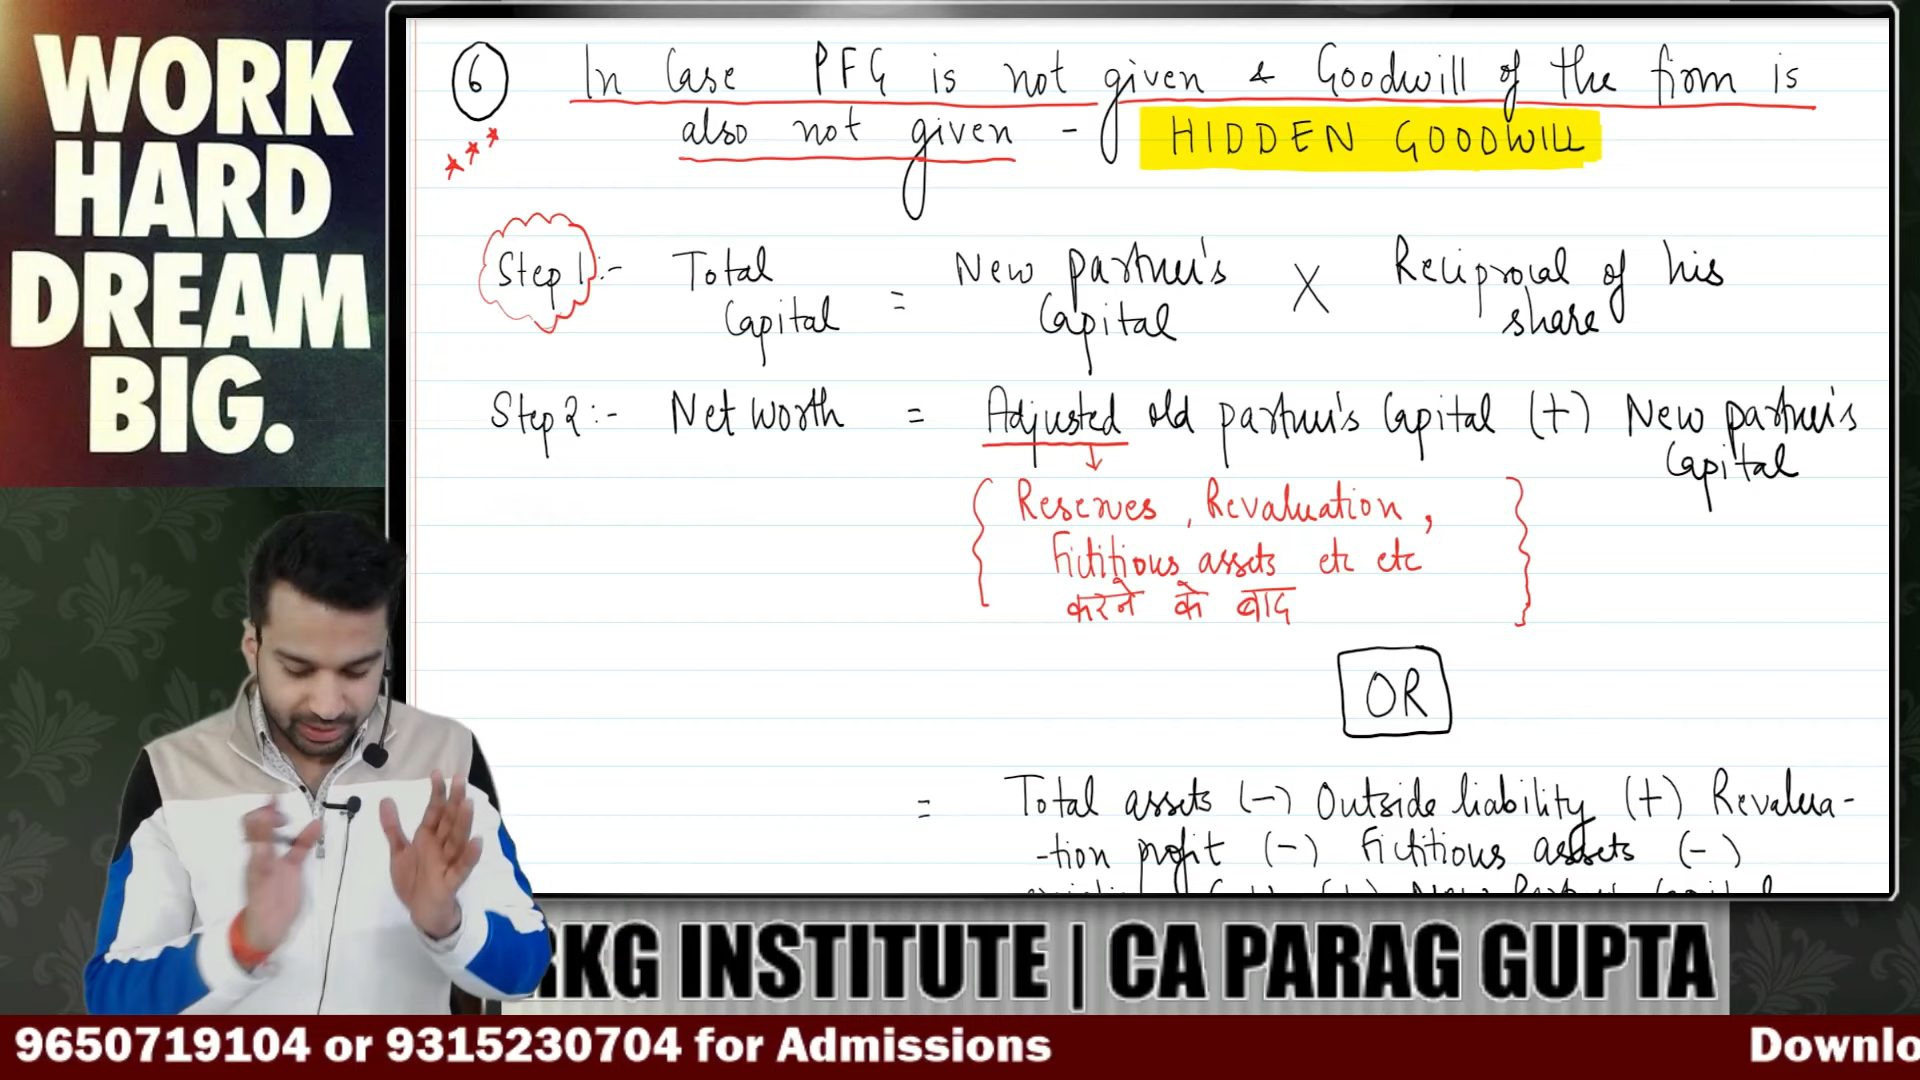 WORK
HARD
DREAM
BIG.
6 In Case PFG is not given & Goodwill of the firm is
also not given - HIDDEN GOODWILL
Step 1:- Total Capital = New partner's Capital X Reciprocal of his share
Step 2:- Net worth = Adjusted old partner's Capital (+) New partner's Capital
{ Reserves, Revaluation,
Fictitious assets etc etc
करने के बाद }
OR
= Total assets (-) Outside liability (+) Revalua-
-tion profit (-) Fictitious assets (-)
RKG INSTITUTE | CA PARAG GUPTA
9650719104 or 9315230704 for Admissions
Downlo